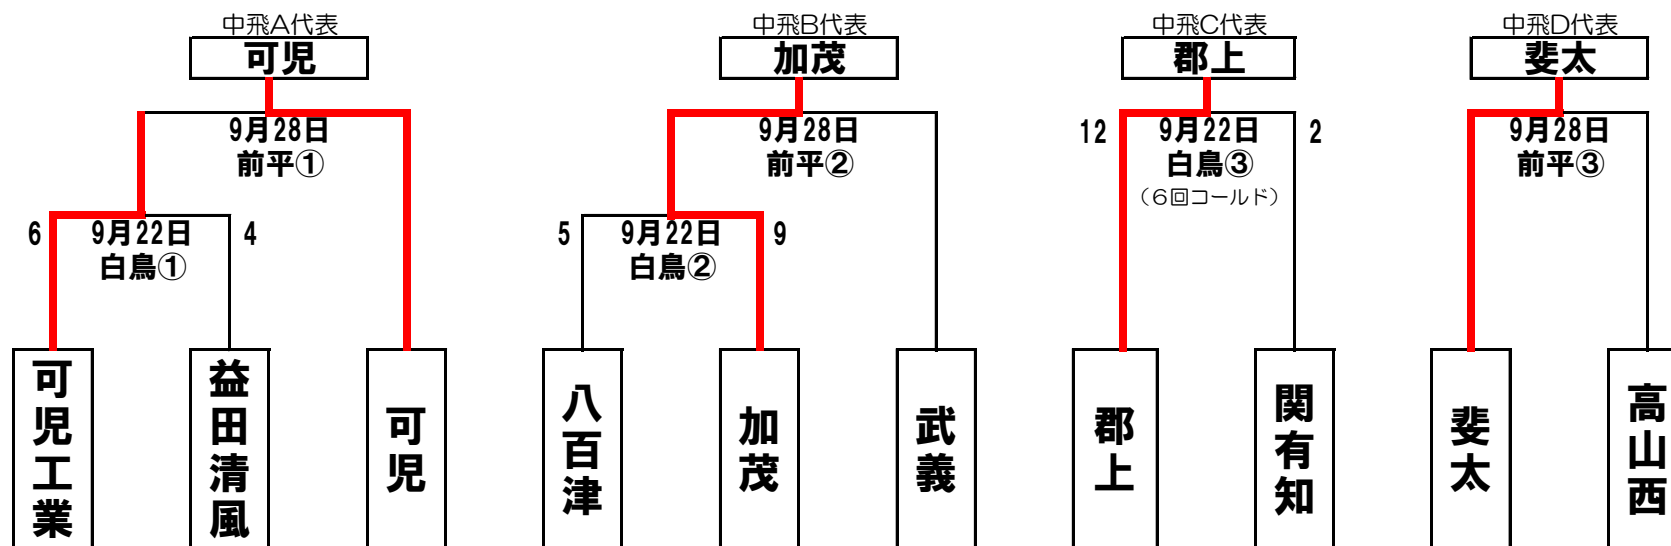 中飛A代表
可児
9月28日
前平①
6
9月22日
白鳥①
4
可児工業
益田清風
可児
中飛B代表
加茂
9月28日
前平②
5
9月22日
白鳥②
9
八百津
加茂
武義
中飛C代表
郡上
12
9月22日
白鳥③
（6回コールド）
2
郡上
関有知
中飛D代表
斐太
9月28日
前平③
斐太
高山西